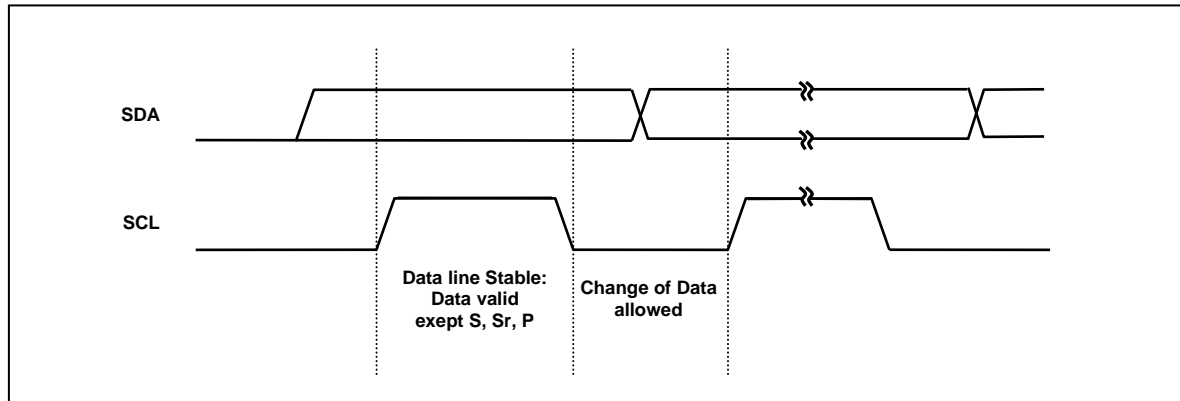 SDA
SCL
Data line Stable:
Data valid
exept S, Sr, P
Change of Data
allowed